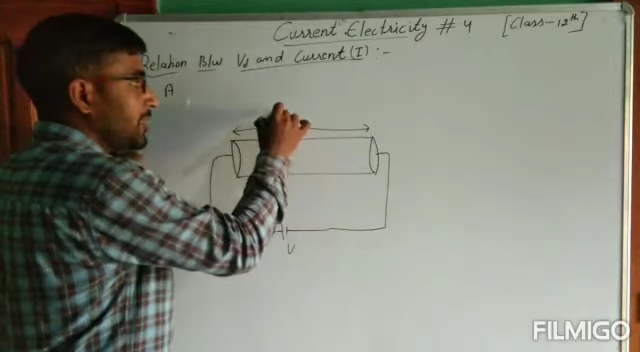 Current Electricity # 4 [Class-12th]
Relation B/w Vd and Current (I) :-
A
V
FILMIGO